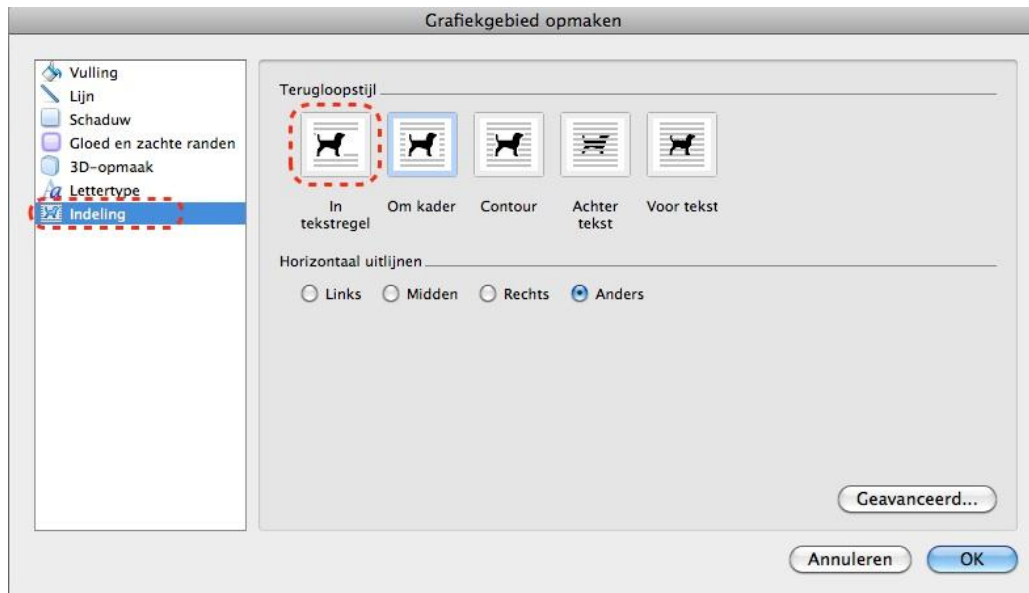 Grafiekgebied opmaken
Vulling
Lijn
Schaduw
Gloed en zachte randen
3D-opmaak
Lettertype
Indeling
Terugloopstijl
In tekstregel
Om kader
Contour
Achter tekst
Voor tekst
Horizontaal uitlijnen
Links Midden Rechts Anders
Geavanceerd...
Annuleren OK